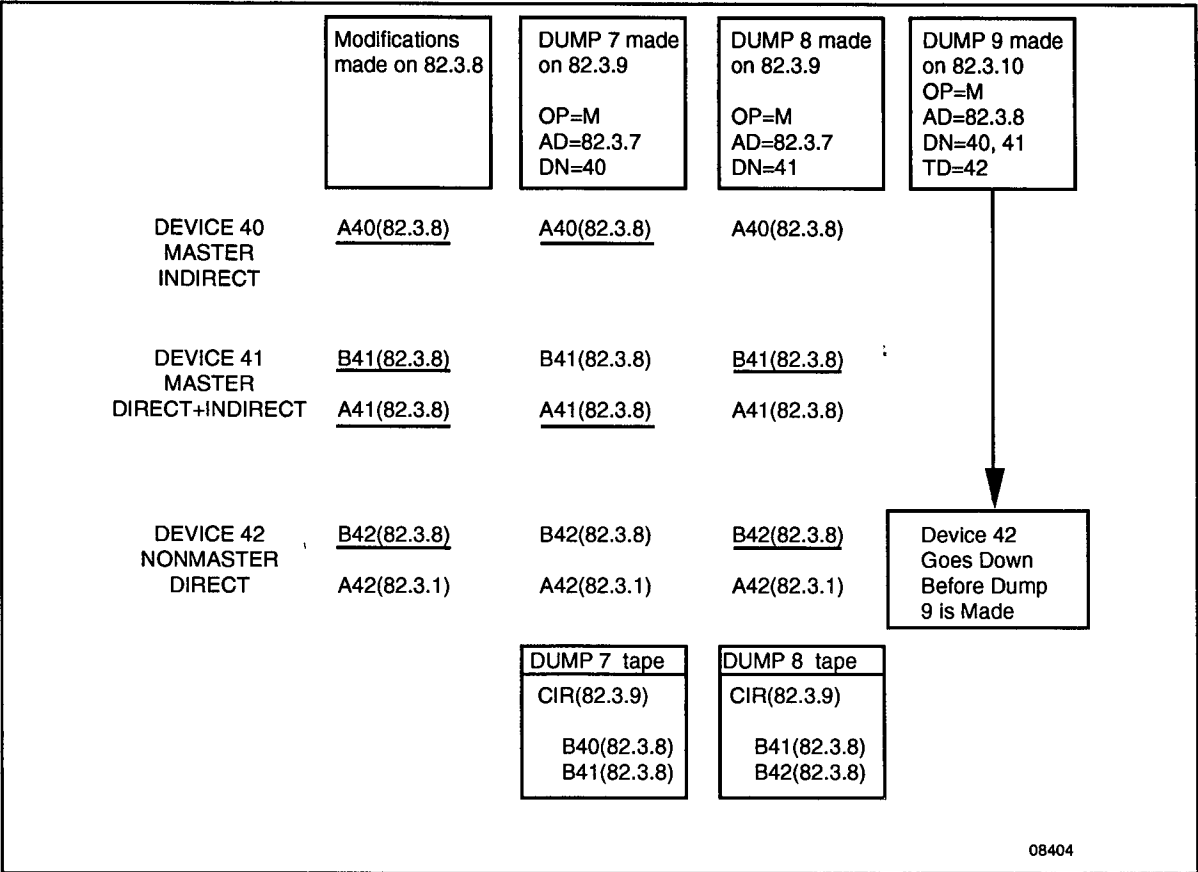 Modifications
made on 82.3.8
DUMP 7 made
on 82.3.9
OP=M
AD=82.3.7
DN=40
DUMP 8 made
on 82.3.9
OP=M
AD=82.3.7
DN=41
DUMP 9 made
on 82.3.10
OP=M
AD=82.3.8
DN=40, 41
TD=42
DEVICE 40
MASTER
INDIRECT
A40(82.3.8)
A40(82.3.8)
A40(82.3.8)
DEVICE 41
MASTER
DIRECT+INDIRECT
B41(82.3.8)
B41(82.3.8)
B41(82.3.8)
A41(82.3.8)
A41(82.3.8)
A41(82.3.8)
DEVICE 42
NONMASTER
DIRECT
B42(82.3.8)
B42(82.3.8)
B42(82.3.8)
A42(82.3.1)
A42(82.3.1)
A42(82.3.1)
Device 42
Goes Down
Before Dump
9 is Made
DUMP 7 tape
CIR(82.3.9)
B40(82.3.8)
B41(82.3.8)
DUMP 8 tape
CIR(82.3.9)
B41(82.3.8)
B42(82.3.8)
08404